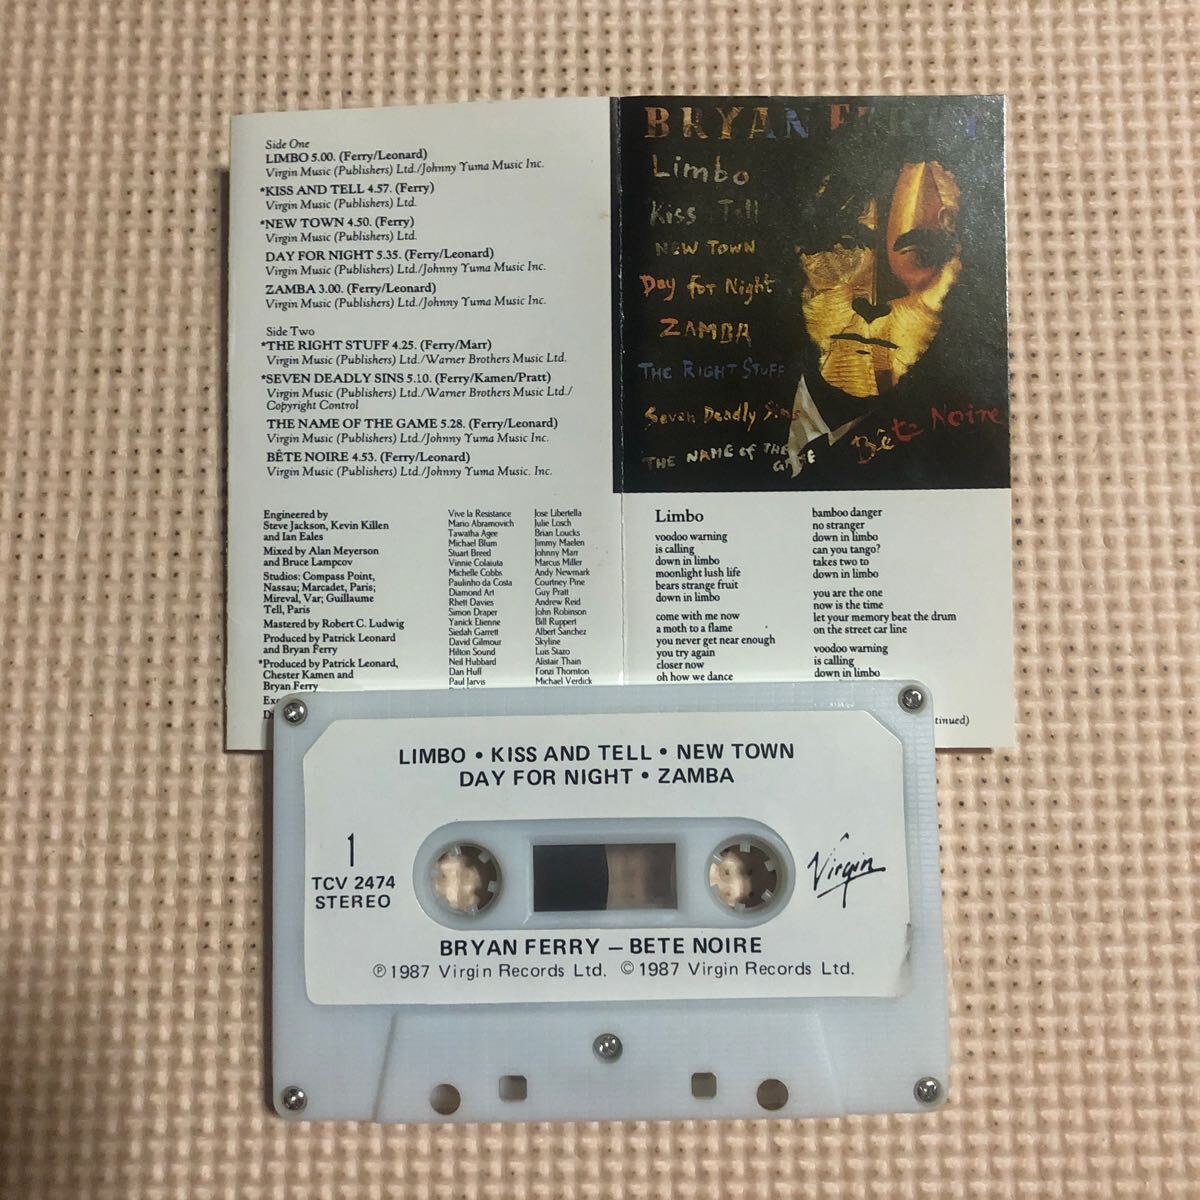 Side One
LIMBO 5.00. (Ferry/Leonard)
Virgin Music (Publishers) Ltd./Johnny Yuma Music Inc.
*KISS AND TELL 4.57. (Ferry)
Virgin Music (Publishers) Ltd.
*NEW TOWN 4.50. (Ferry)
Virgin Music (Publishers) Ltd.
DAY FOR NIGHT 5.35. (Ferry/Leonard)
Virgin Music (Publishers) Ltd./Johnny Yuma Music Inc.
ZAMBA 3.00. (Ferry/Leonard)
Virgin Music (Publishers) Ltd./Johnny Yuma Music Inc.
Side Two
*THE RIGHT STUFF 4.25. (Ferry/Marr)
Virgin Music (Publishers) Ltd./Warner Brothers Music Ltd.
*SEVEN DEADLY SINS 5.10. (Ferry/Kamen/Pratt)
Virgin Music (Publishers) Ltd./Warner Brothers Music Ltd./
Copyright Control
THE NAME OF THE GAME 5.28. (Ferry/Leonard)
Virgin Music (Publishers) Ltd./Johnny Yuma Music Inc.
BÊTE NOIRE 4.53. (Ferry/Leonard)
Virgin Music (Publishers) Ltd./Johnny Yuma Music. Inc.
Engineered by
Steve Jackson, Kevin Killen
and Ian Eales
Mixed by Alan Meyerson
and Bruce Lampcov
Studios: Compass Point,
Nassau; Marcadet, Paris;
Mireval, Var; Guillaume
Tell, Paris
Mastered by Robert C. Ludwig
Produced by Patrick Leonard
and Bryan Ferry
*Produced by Patrick Leonard,
Chester Kamen and
Bryan Ferry
Vive la Resistance
Mario Abramovich
Tawatha Agee
Michael Blum
Stuart Breed
Vinnie Colaiuta
Michelle Cobbs
Paulinho da Costa
Diamond Art
Rhett Davies
Simon Draper
Yanick Etienne
Siedah Garrett
David Gilmour
Hilton Sound
Neil Hubbard
Dan Hull
Paul Jarvis
Jose Libertella
Julie Losch
Brian Loucks
Jimmy Maelen
Johnny Marr
Marcus Miller
Andy Newmark
Courtney Pine
Guy Pratt
Andrew Reid
John Robinson
Bill Ruppert
Albert Sanchez
Skyline
Luis Stazo
Alistair Thain
Fonzi Thornton
Michael Verdick
BRYAN FERRY
Limbo
Kiss Tell
NEW TOWN
Day for Night
ZAMBA
THE RIGHT STUFF
Seven Deadly Sins
Bête Noire
THE NAME of THE
GAME
Limbo
voodoo warning
is calling
down in limbo
moonlight lush life
bears strange fruit
down in limbo
come with me now
a moth to a flame
you never get near enough
you try again
closer now
oh how we dance
bamboo danger
no stranger
down in limbo
can you tango?
takes two to
down in limbo
you are the one
now is the time
let your memory beat the drum
on the street car line
voodoo warning
is calling
down in limbo
tinued)
LIMBO • KISS AND TELL • NEW TOWN
DAY FOR NIGHT • ZAMBA
1
TCV 2474
STEREO
Virgin
BRYAN FERRY – BETE NOIRE
℗ 1987 Virgin Records Ltd. © 1987 Virgin Records Ltd.